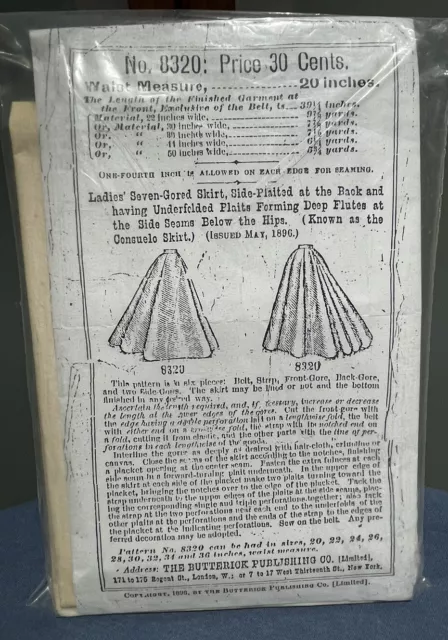 No. 8320: Price 30 Cents.
Waist Measure, 20 inches.
The Length of the Finished Garment at
the Front, Exclusive of the Belt, is 39¼ inches.
Material, 22 inches wide, yards.
Or, Material, 30 inches wide, yards.
Or, " inches wide, yards.
Or, " 44 inches wide, yards.
Or, " 50 inches wide, yards.
ONE-FOURTH INCH IS ALLOWED ON EACH EDGE FOR SEAMING.
Ladies' Seven-Gored Skirt, Side-Plaited at the Back and
having Underfolded Plaits Forming Deep Flutes at
the Side Seams Below the Hips. (Known as the
Consuelo Skirt.) (ISSUED MAY, 1896.)
8320 8320
This pattern is in six pieces: Belt, Strip, Front-Gore, Back-Gore,
and two Side-Gores. The skirt may be lined or not and the bottom
finished in any way.
Ascertain the length required, and, if necessary, increase or decrease
the length at the lower edges of the gores. Cut the front gore with
the edge having a triple perforation laid on a lengthwise fold, the belt
with either end on a crosswise fold, the strip with its notched end on
a fold, cutting it from elastic, and the other parts with the line of per-
forations in each lengthwise of the goods.
Interline the gores as deeply as desired with hair-cloth, crinoline or
canvas. Close the seams of the skirt according to the notches, finishing
a placket opening at the center seam. Fasten the extra fulness at each
side seam in a forward-turning plait underneath. In the upper edge of
the skirt at each side of the placket make two plaits turning toward the
placket, bringing the notches over to the edge of the placket. Tack the
strap underneath to the upper edges of the plaits at the side seams, plac-
ing the corresponding single and triple perforations together; also tack
the strap at the two perforations near each end to the underfolds of the
other plaits at the perforations and the ends of the strap to the edges of
the placket at the indicating perforations. Sew on the belt. Any pre-
ferred decoration may be adopted.
Pattern No. 8320 can be had in sizes, 20, 22, 24, 26,
28, 30, 32, 34 and 36 inches, waist measure.
Address: THE BUTTERICK PUBLISHING CO. [Limited],
171 to 175 Regent St., London, W.; or 7 to 17 West Thirteenth St., New York.
COPYRIGHT, 1896, BY THE BUTTERICK PUBLISHING CO. [Limited].